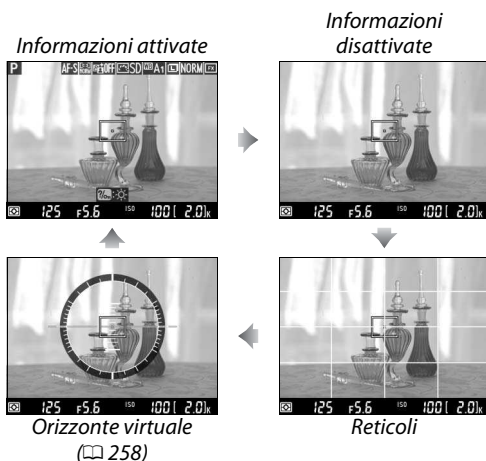 Informazioni attivate
Informazioni
disattivate
P AF-S OFF SD A1 L NORM FX
125 F5.6 ISO 100 [ 2.0]K
125 F5.6 ISO 100 [ 2.0]K
125 F5.6 ISO 100 [ 2.0]K
125 F5.6 ISO 100 [ 2.0]K
Orizzonte virtuale
(258)
Reticoli